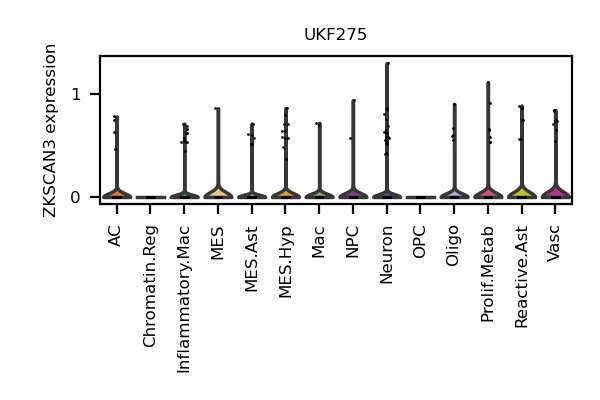 UKF275
ZKSCAN3 expression
1
0
AC
Chromatin.Reg
Inflammatory.Mac
MES
MES.Ast
MES.Hyp
Mac
NPC
Neuron
OPC
Oligo
Prolif.Metab
Reactive.Ast
Vasc